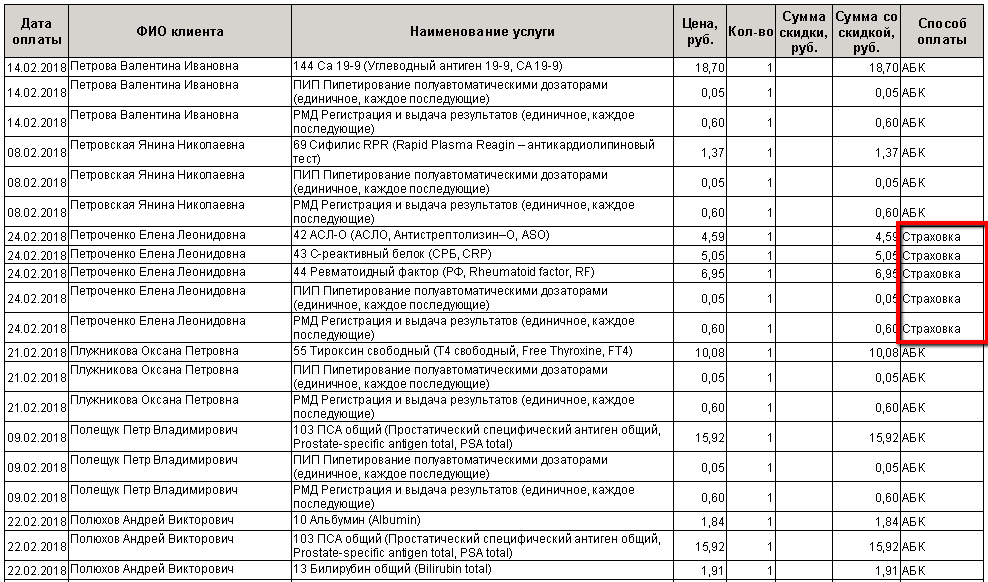 Дата оплаты ФИО клиента Наименование услуги Цена, руб. Кол-во Сумма скидки, руб. Сумма со скидкой, руб. Способ оплаты
14.02.2018 Петрова Валентина Ивановна 144 Са 19-9 (Углеводный антиген 19-9, СА 19-9) 18,70 1 18,70 АБК
14.02.2018 Петрова Валентина Ивановна ПИП Пипетирование полуавтоматическими дозаторами (единичное, каждое последующие) 0,05 1 0,05 АБК
14.02.2018 Петрова Валентина Ивановна РМД Регистрация и выдача результатов (единичное, каждое последующие) 0,60 1 0,60 АБК
08.02.2018 Петровская Янина Николаевна 69 Сифилис RPR (Rapid Plasma Reagin – антикардиолипиновый тест) 1,37 1 1,37 АБК
08.02.2018 Петровская Янина Николаевна ПИП Пипетирование полуавтоматическими дозаторами (единичное, каждое последующие) 0,05 1 0,05 АБК
08.02.2018 Петровская Янина Николаевна РМД Регистрация и выдача результатов (единичное, каждое последующие) 0,60 1 0,60 АБК
24.02.2018 Петроченко Елена Леонидовна 42 АСЛ-О (АСЛО, Антистрептолизин–О, ASO) 4,59 1 4,59 Страховка
24.02.2018 Петроченко Елена Леонидовна 43 С-реактивный белок (СРБ, CRP) 5,05 1 5,05 Страховка
24.02.2018 Петроченко Елена Леонидовна 44 Ревматоидный фактор (РФ, Rheumatoid factor, RF) 6,95 1 6,95 Страховка
24.02.2018 Петроченко Елена Леонидовна ПИП Пипетирование полуавтоматическими дозаторами (единичное, каждое последующие) 0,05 1 0,05 Страховка
24.02.2018 Петроченко Елена Леонидовна РМД Регистрация и выдача результатов (единичное, каждое последующие) 0,60 1 0,60 Страховка
21.02.2018 Плужникова Оксана Петровна 55 Тироксин свободный (Т4 свободный, Free Thyroxine, FT4) 10,08 1 10,08 АБК
21.02.2018 Плужникова Оксана Петровна ПИП Пипетирование полуавтоматическими дозаторами (единичное, каждое последующие) 0,05 1 0,05 АБК
21.02.2018 Плужникова Оксана Петровна РМД Регистрация и выдача результатов (единичное, каждое последующие) 0,60 1 0,60 АБК
09.02.2018 Полещук Петр Владимирович 103 ПСА общий (Простатический специфический антиген общий, Prostate-specific antigen total, PSA total) 15,92 1 15,92 АБК
09.02.2018 Полещук Петр Владимирович ПИП Пипетирование полуавтоматическими дозаторами (единичное, каждое последующие) 0,05 1 0,05 АБК
09.02.2018 Полещук Петр Владимирович РМД Регистрация и выдача результатов (единичное, каждое последующие) 0,60 1 0,60 АБК
22.02.2018 Полюхов Андрей Викторович 10 Альбумин (Albumin) 1,84 1 1,84 АБК
22.02.2018 Полюхов Андрей Викторович 103 ПСА общий (Простатический специфический антиген общий, Prostate-specific antigen total, PSA total) 15,92 1 15,92 АБК
22.02.2018 Полюхов Андрей Викторович 13 Билирубин общий (Bilirubin total) 1,91 1 1,91 АБК